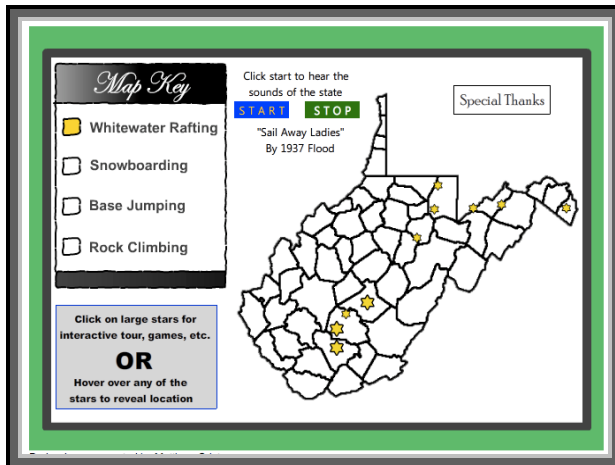 Map Key
Whitewater Rafting
Snowboarding
Base Jumping
Rock Climbing
Click start to hear the
sounds of the state
START STOP
"Sail Away Ladies"
By 1937 Flood
Special Thanks
Click on large stars for
interactive tour, games, etc.
OR
Hover over any of the
stars to reveal location